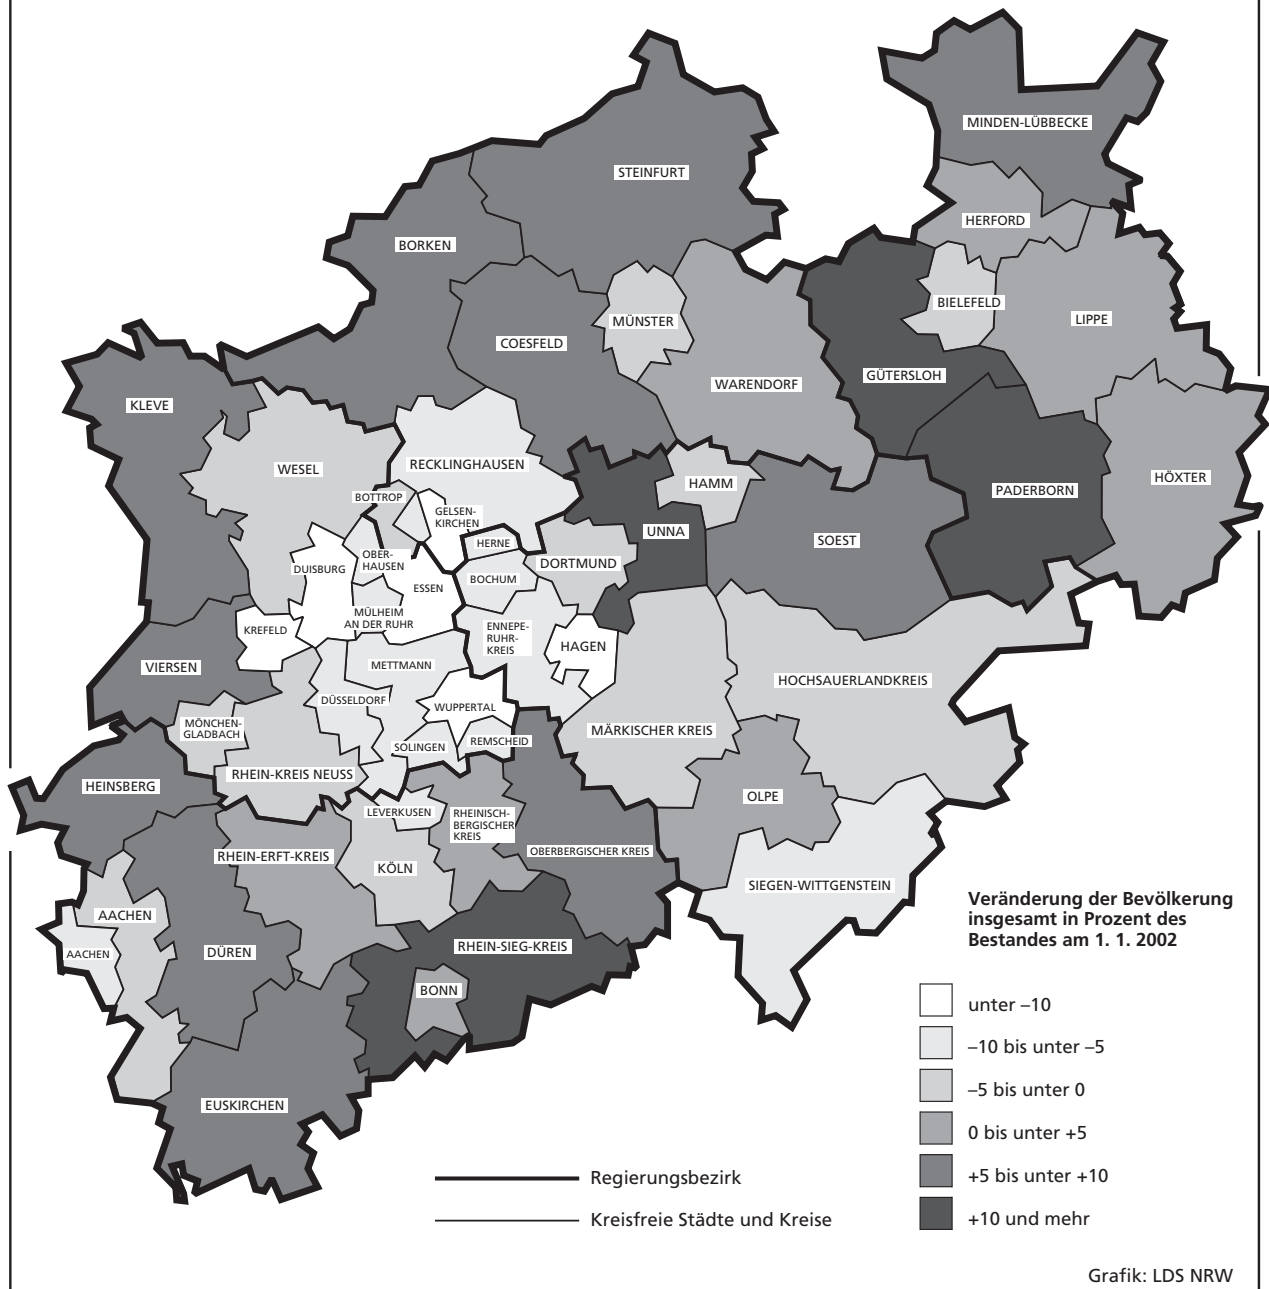 MINDEN-LÜBBECKE
STEINFURT
HERFORD
BORKEN
BIELEFELD
MÜNSTER
LIPPE
COESFELD
GÜTERSLOH
WARENDORF
KLEVE
RECKLINGHAUSEN
WESEL
HÖXTER
HAMM
PADERBORN
BOTTROP
GELSEN-
KIRCHEN
UNNA
SOEST
HERNE
OBER-
HAUSEN
DORTMUND
DUISBURG
BOCHUM
ESSEN
MÜLHEIM
AN DER RUHR
KREFELD
ENNEPE-
RUHR-
KREIS
HAGEN
VIERSEN
METTMANN
HOCHSAUERLANDKREIS
DÜSSELDORF
WUPPERTAL
MÖNCHEN-
GLADBACH
MÄRKISCHER KREIS
SOLINGEN
REMSCHEID
RHEIN-KREIS NEUSS
HEINSBERG
OLPE
LEVERKUSEN
RHEINISCH-
BERGISCHER
KREIS
OBERBERGISCHER KREIS
RHEIN-ERFT-KREIS
KÖLN
SIEGEN-WITTGENSTEIN
AACHEN
RHEIN-SIEG-KREIS
DÜREN
AACHEN
BONN
EUSKIRCHEN
Veränderung der Bevölkerung
insgesamt in Prozent des
Bestandes am 1. 1. 2002
unter –10
–10 bis unter –5
–5 bis unter 0
0 bis unter +5
+5 bis unter +10
+10 und mehr
Regierungsbezirk
Kreisfreie Städte und Kreise
Grafik: LDS NRW